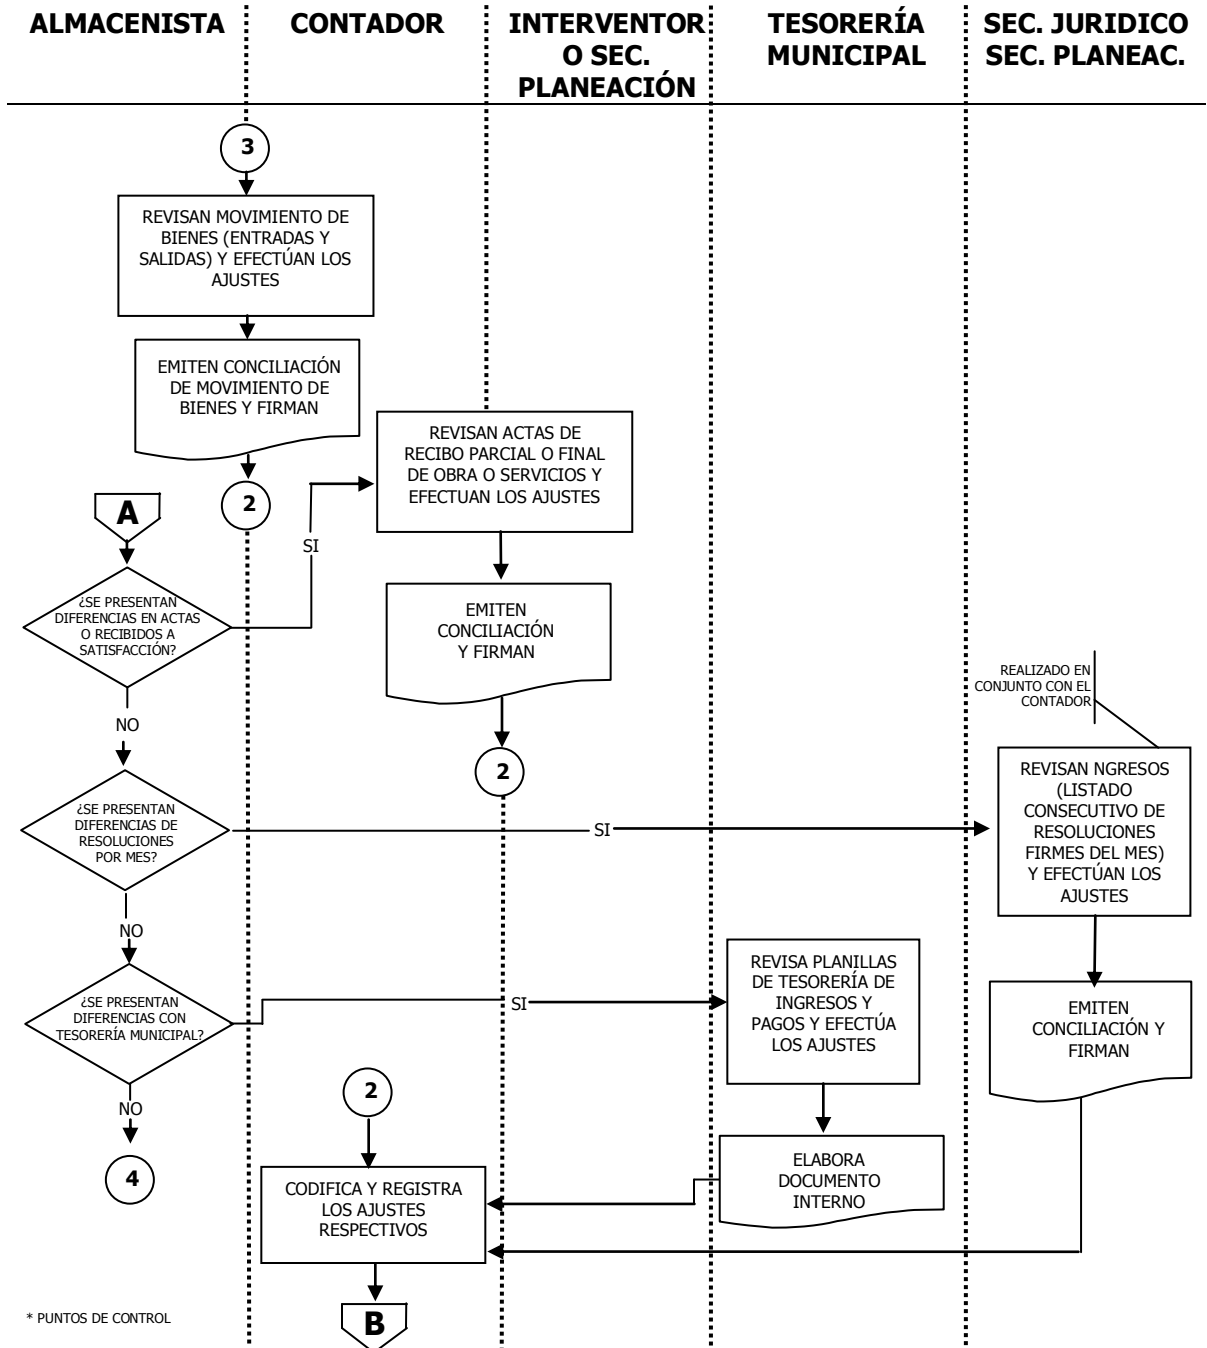 ALMACENISTA
CONTADOR
INTERVENTOR
O SEC.
PLANEACIÓN
TESORERÍA
MUNICIPAL
SEC. JURIDICO
SEC. PLANEAC.
3
REVISAN MOVIMIENTO DE
BIENES (ENTRADAS Y
SALIDAS) Y EFECTÚAN LOS
AJUSTES
EMITEN CONCILIACIÓN
DE MOVIMIENTO DE
BIENES Y FIRMAN
2
REVISAN ACTAS DE
RECIBO PARCIAL O FINAL
DE OBRA O SERVICIOS Y
EFECTUAN LOS AJUSTES
A
SI
¿SE PRESENTAN
DIFERENCIAS EN ACTAS
O RECIBIDOS A
SATISFACCIÓN?
EMITEN
CONCILIACIÓN
Y FIRMAN
NO
2
REALIZADO EN
CONJUNTO CON EL
CONTADOR
¿SE PRESENTAN
DIFERENCIAS DE
RESOLUCIONES
POR MES?
SI
REVISAN NGRESOS
(LISTADO
CONSECUTIVO DE
RESOLUCIONES
FIRMES DEL MES)
Y EFECTÚAN LOS
AJUSTES
NO
¿SE PRESENTAN
DIFERENCIAS CON
TESORERÍA MUNICIPAL?
SI
REVISA PLANILLAS
DE TESORERÍA DE
INGRESOS Y
PAGOS Y EFECTÚA
LOS AJUSTES
EMITEN
CONCILIACIÓN Y
FIRMAN
NO
4
2
CODIFICA Y REGISTRA
LOS AJUSTES
RESPECTIVOS
ELABORA
DOCUMENTO
INTERNO
B
* PUNTOS DE CONTROL